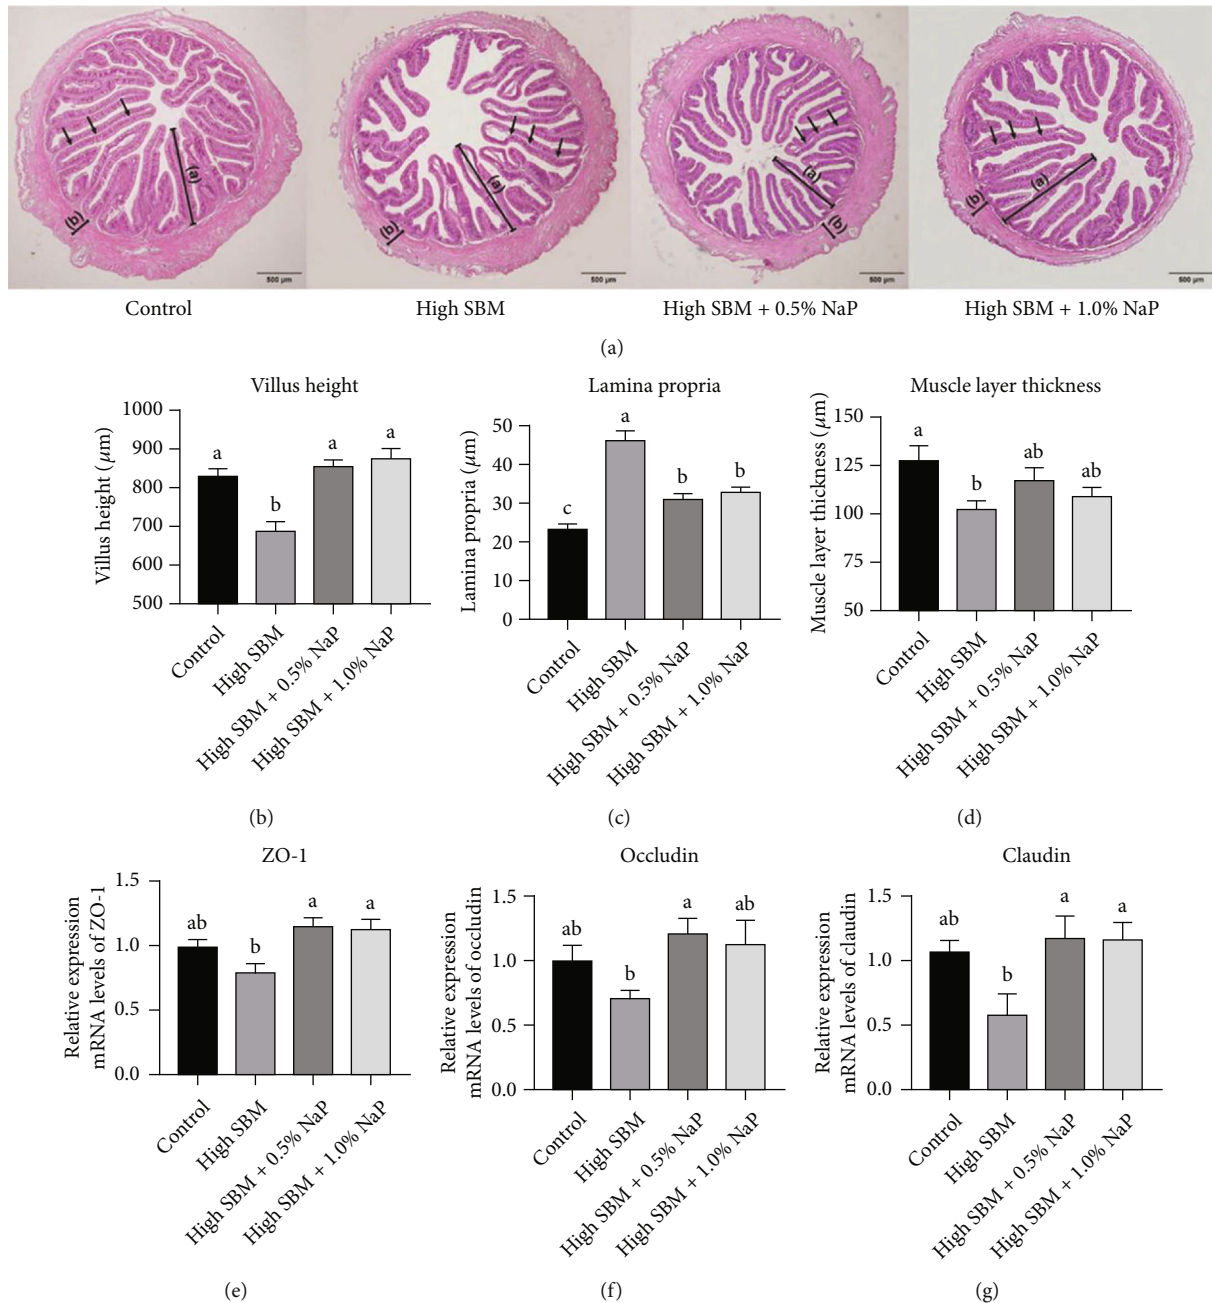 (a) (b) 500 μm
(a) (b) 500 μm
(a) (b) 500 μm
(a) (b) 500 μm
Control High SBM High SBM + 0.5% NaP High SBM + 1.0% NaP
(a)
Villus height
Villus height (μm)
1000
900
800
700
600
500
a b a a
Control
High SBM
High SBM + 0.5% NaP
High SBM + 1.0% NaP
(b)
Lamina propria
Lamina propria (μm)
50
40
30
20
10
0
c a b b
Control
High SBM
High SBM + 0.5% NaP
High SBM + 1.0% NaP
(c)
Muscle layer thickness
Muscle layer thickness (μm)
150
125
100
75
50
a b ab ab
Control
High SBM
High SBM + 0.5% NaP
High SBM + 1.0% NaP
(d)
ZO-1
Relative expression
mRNA levels of ZO-1
1.5
1.0
0.5
0.0
ab b a a
Control
High SBM
High SBM + 0.5% NaP
High SBM + 1.0% NaP
(e)
Occludin
Relative expression
mRNA levels of occludin
1.5
1.0
0.5
0.0
ab b a ab
Control
High SBM
High SBM + 0.5% NaP
High SBM + 1.0% NaP
(f)
Claudin
Relative expression
mRNA levels of claudin
1.5
1.0
0.5
0.0
ab b a a
Control
High SBM
High SBM + 0.5% NaP
High SBM + 1.0% NaP
(g)